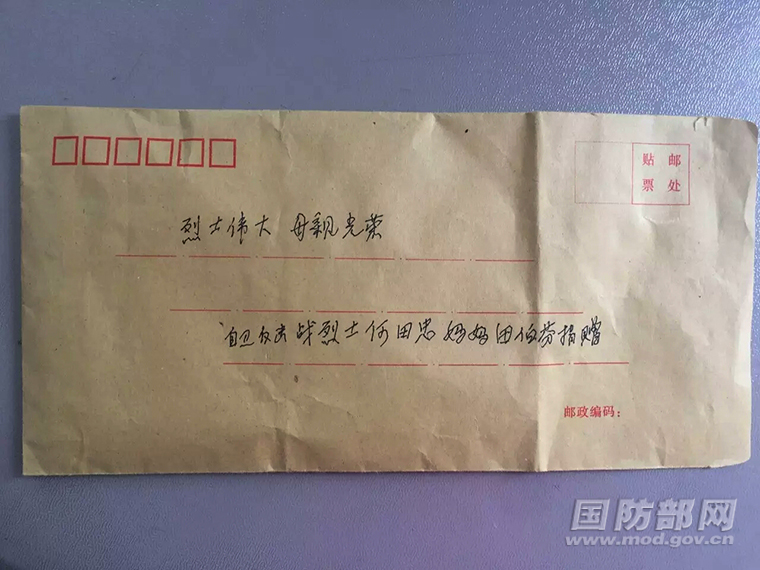 贴邮
票处
烈士伟大 母亲光荣
自卫反击战烈士何田忠妈妈田伯芬捐赠
邮政编码：
国防部网
www.mod.gov.cn